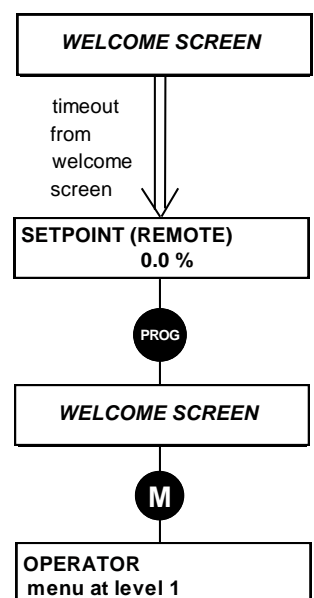 WELCOME SCREEN
timeout
from
welcome
screen
SETPOINT (REMOTE)
0.0 %
PROG
WELCOME SCREEN
M
OPERATOR
menu at level 1